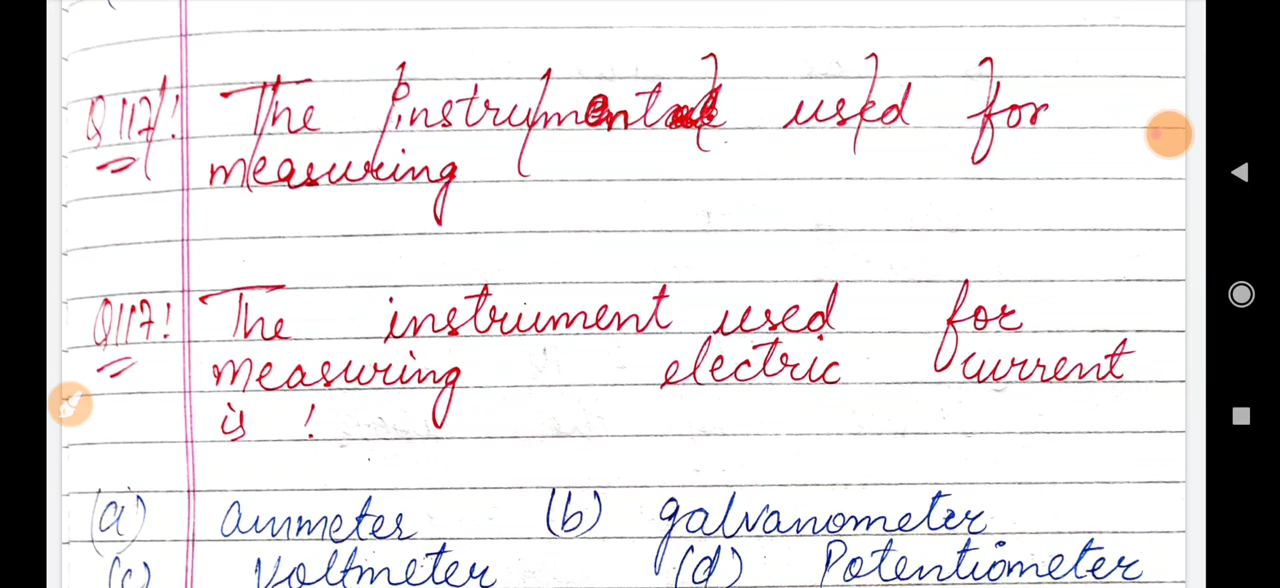 Q117! The instrument used for
measuring
Q117! The instrument used for
measuring electric current
is !
(a) ammeter (b) galvanometer
(c) Voltmeter (d) Potentiometer